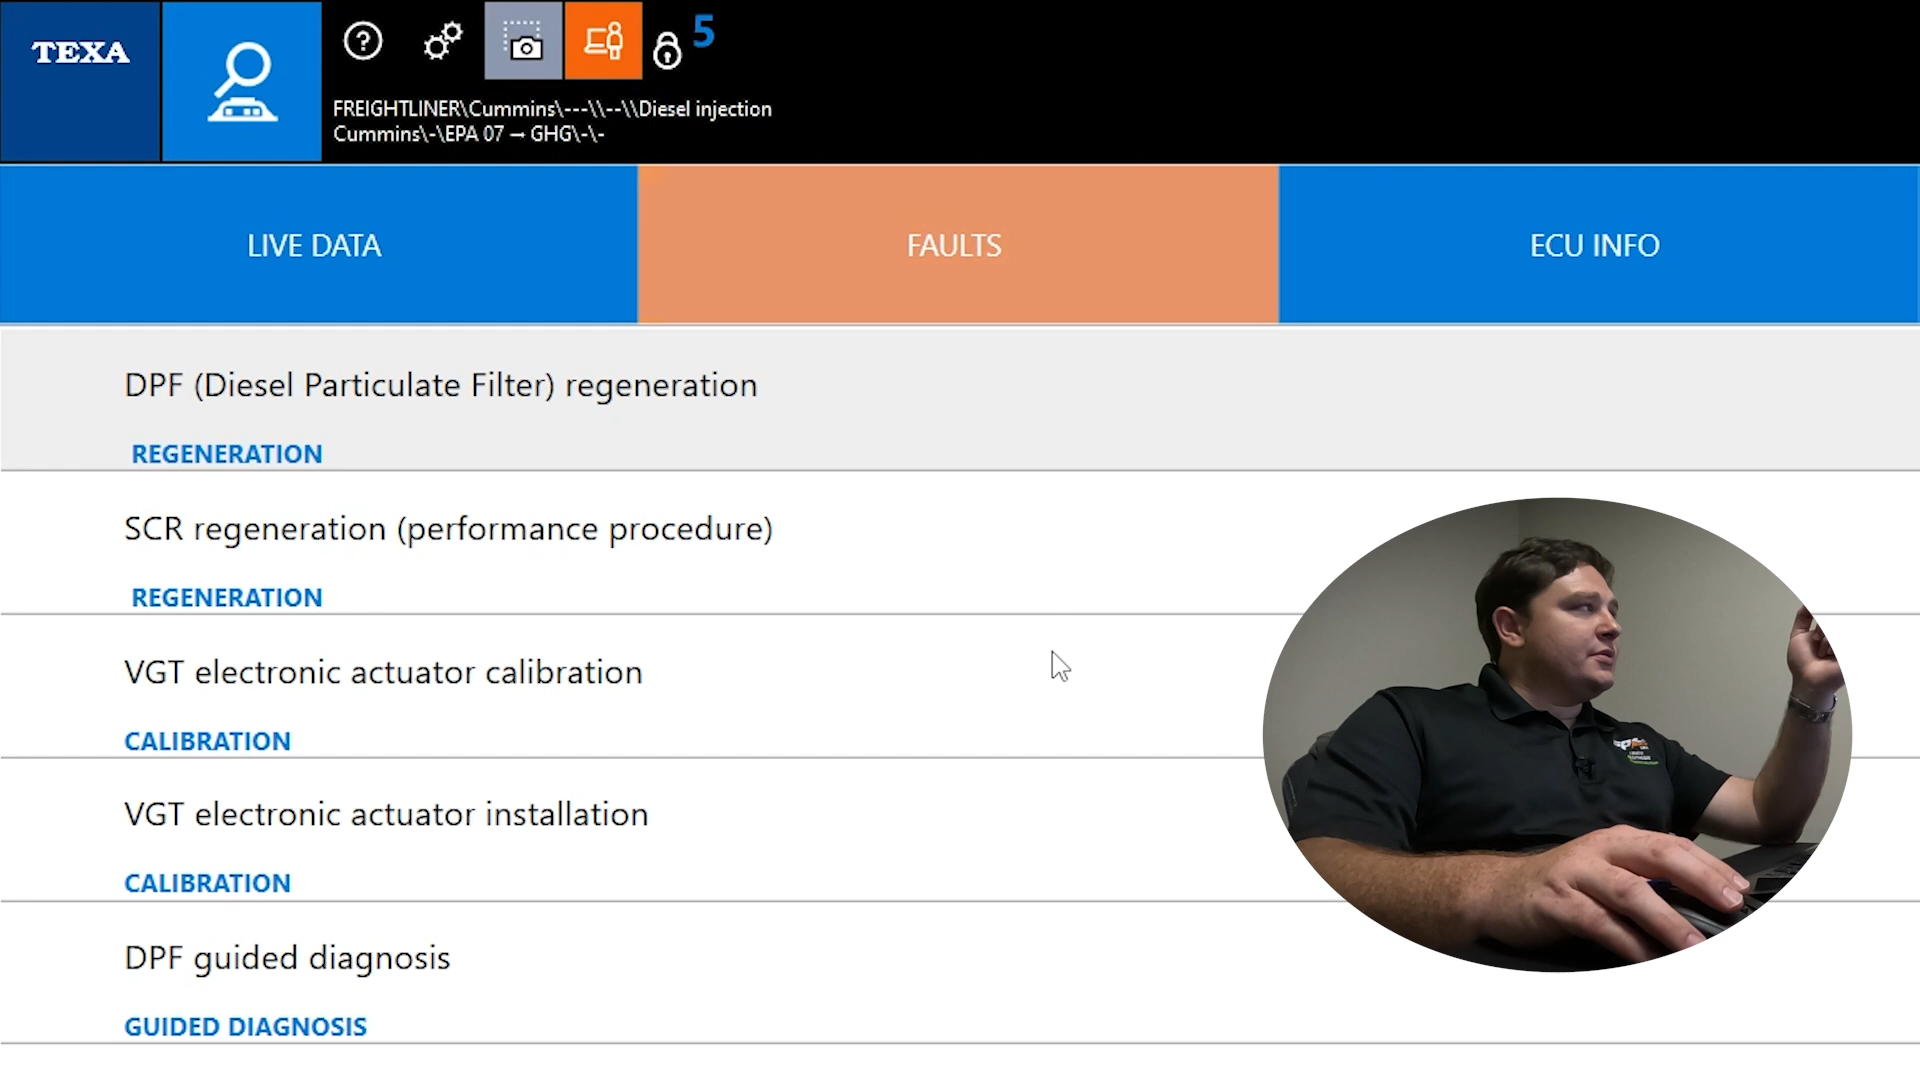 TEXA
5
FREIGHTLINER\Cummins\---\\--\\Diesel injection
Cummins\-\EPA 07 → GHG\-\-
LIVE DATA
FAULTS
ECU INFO
DPF (Diesel Particulate Filter) regeneration
REGENERATION
SCR regeneration (performance procedure)
REGENERATION
VGT electronic actuator calibration
CALIBRATION
VGT electronic actuator installation
CALIBRATION
DPF guided diagnosis
GUIDED DIAGNOSIS